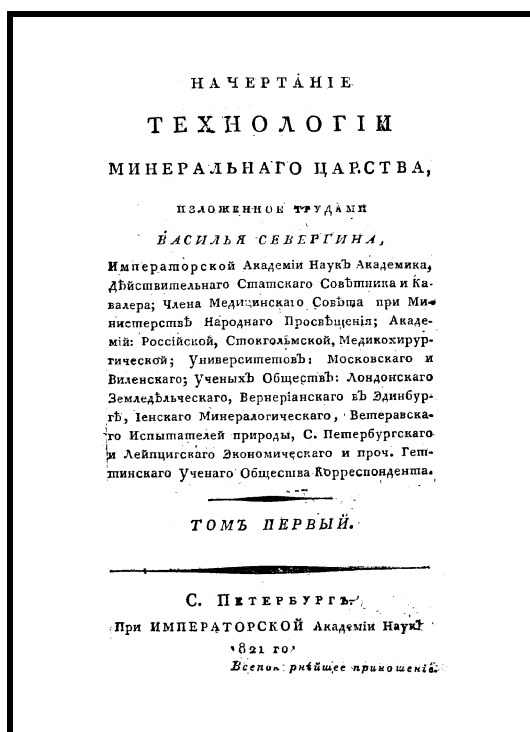 НАЧЕРТАНІЕ
ТЕХНОЛОГІИ
МИНЕРАЛЬНАГО ЦАРСТВА,
ИЗЛОЖЕННОЕ ТРУДАМИ
ВАСИЛЬЯ СЕВЕРГИНА,
Императорской Академіи Наукъ Академика,
Дѣйствительнаго Статскаго Совѣтника и Ка-
валера; Члена Медицинскаго Совѣта при Ми-
нистерствѣ Народнаго Просвѣщенія; Акаде-
мій: Россійской, Стокгольмской, Медикохирур-
гической; Университетовъ: Московскаго и
Виленскаго; Ученыхъ Обществъ: Лондонскаго
Земледѣльческаго, Вернеріанскаго въ Эдинбур-
гѣ, Іенскаго Минералогическаго, Ветеравска-
го Испытателей природы, С. Петербургскаго
и Лейпцигскаго Экономическаго и проч. Гет-
тинскаго Ученаго Общества Корреспондента.
ТОМЪ ПЕРВЫЙ.
С. ПЕТЕРБУРГЪ.
При ИМПЕРАТОРСКОЙ Академіи Наукъ
1821 го
приношеніе.